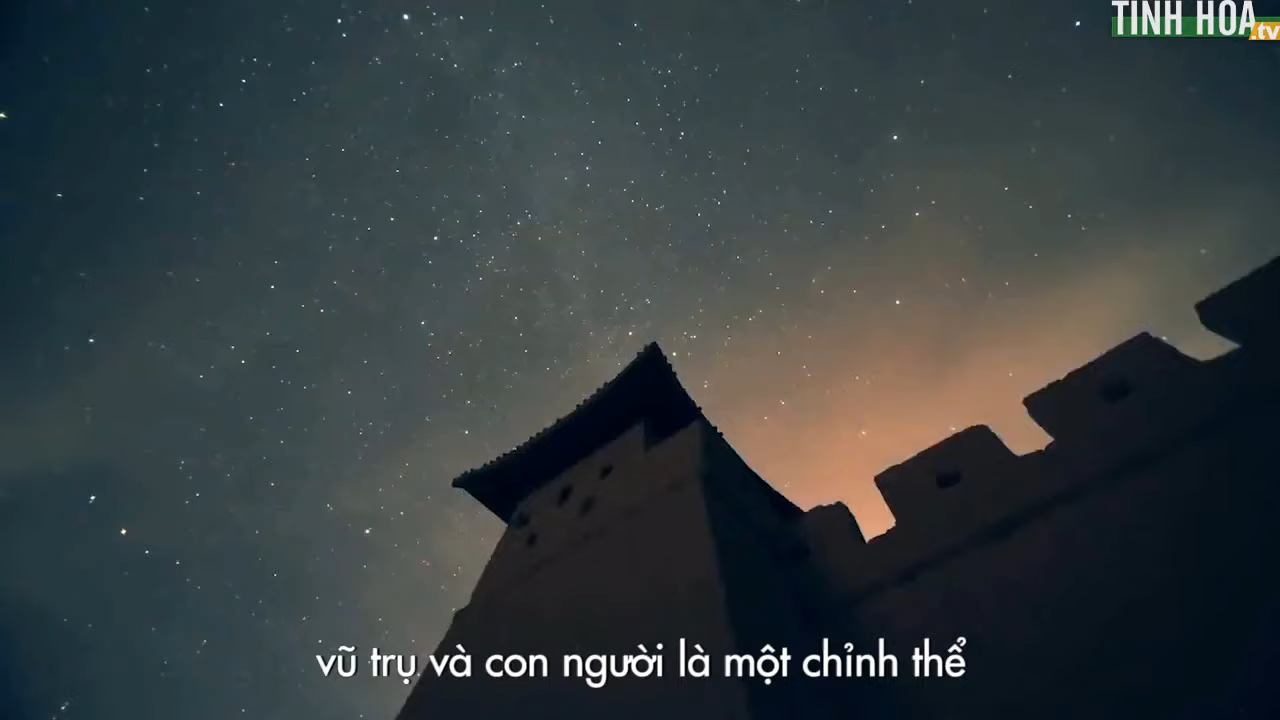 TINH HOA
.tv
vũ trụ và con người là một chỉnh thể